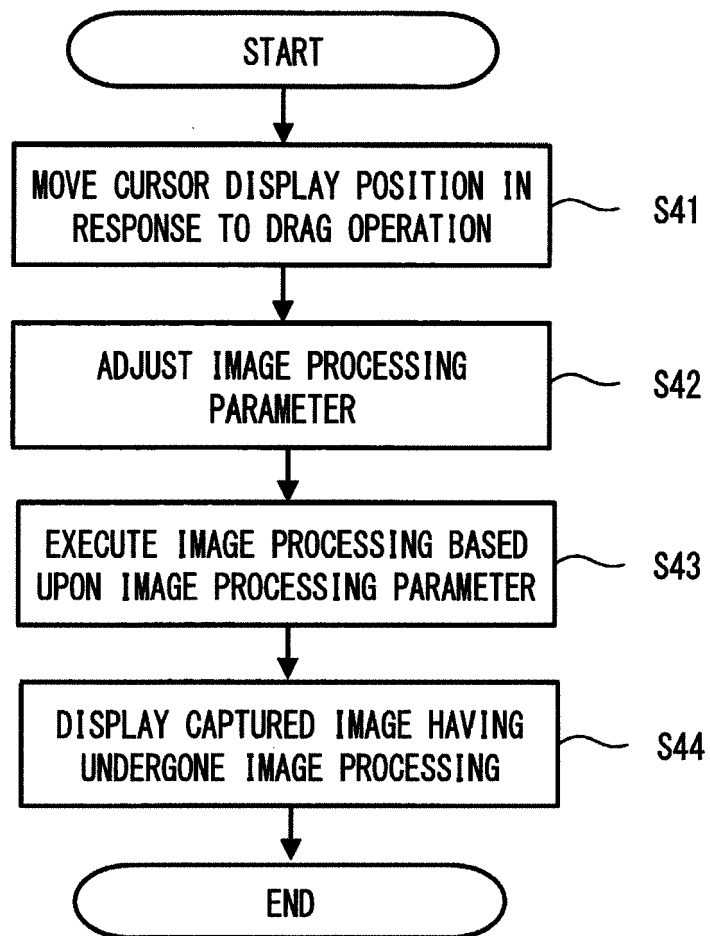 START
MOVE CURSOR DISPLAY POSITION IN
RESPONSE TO DRAG OPERATION
S41
ADJUST IMAGE PROCESSING
PARAMETER
S42
EXECUTE IMAGE PROCESSING BASED
UPON IMAGE PROCESSING PARAMETER
S43
DISPLAY CAPTURED IMAGE HAVING
UNDERGONE IMAGE PROCESSING
S44
END